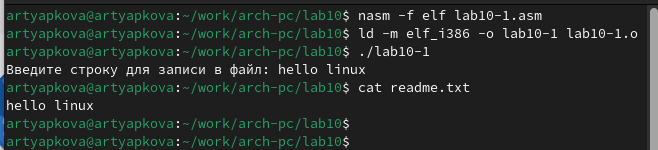 artyapkova@artyapkova:~/work/arch-pc/lab10$ nasm -f elf lab10-1.asm
artyapkova@artyapkova:~/work/arch-pc/lab10$ ld -m elf_i386 -o lab10-1 lab10-1.o
artyapkova@artyapkova:~/work/arch-pc/lab10$ ./lab10-1
Введите строку для записи в файл: hello linux
artyapkova@artyapkova:~/work/arch-pc/lab10$ cat readme.txt
hello linux
artyapkova@artyapkova:~/work/arch-pc/lab10$
artyapkova@artyapkova:~/work/arch-pc/lab10$